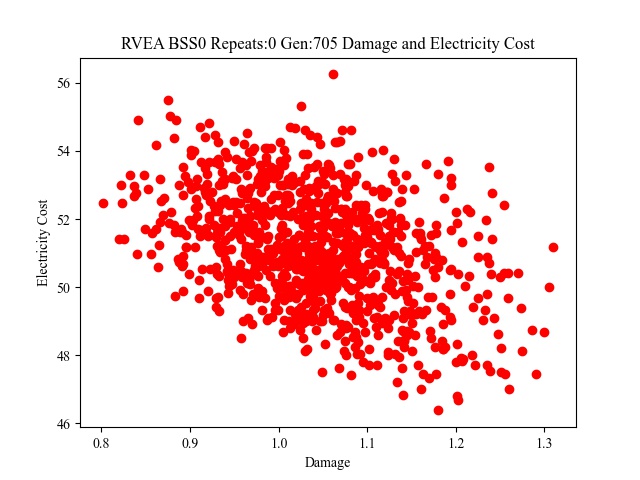 RVEA BSS0 Repeats:0 Gen:705 Damage and Electricity Cost
56
54
52
50
48
46
Electricity Cost
0.8 0.9 1.0 1.1 1.2 1.3
Damage